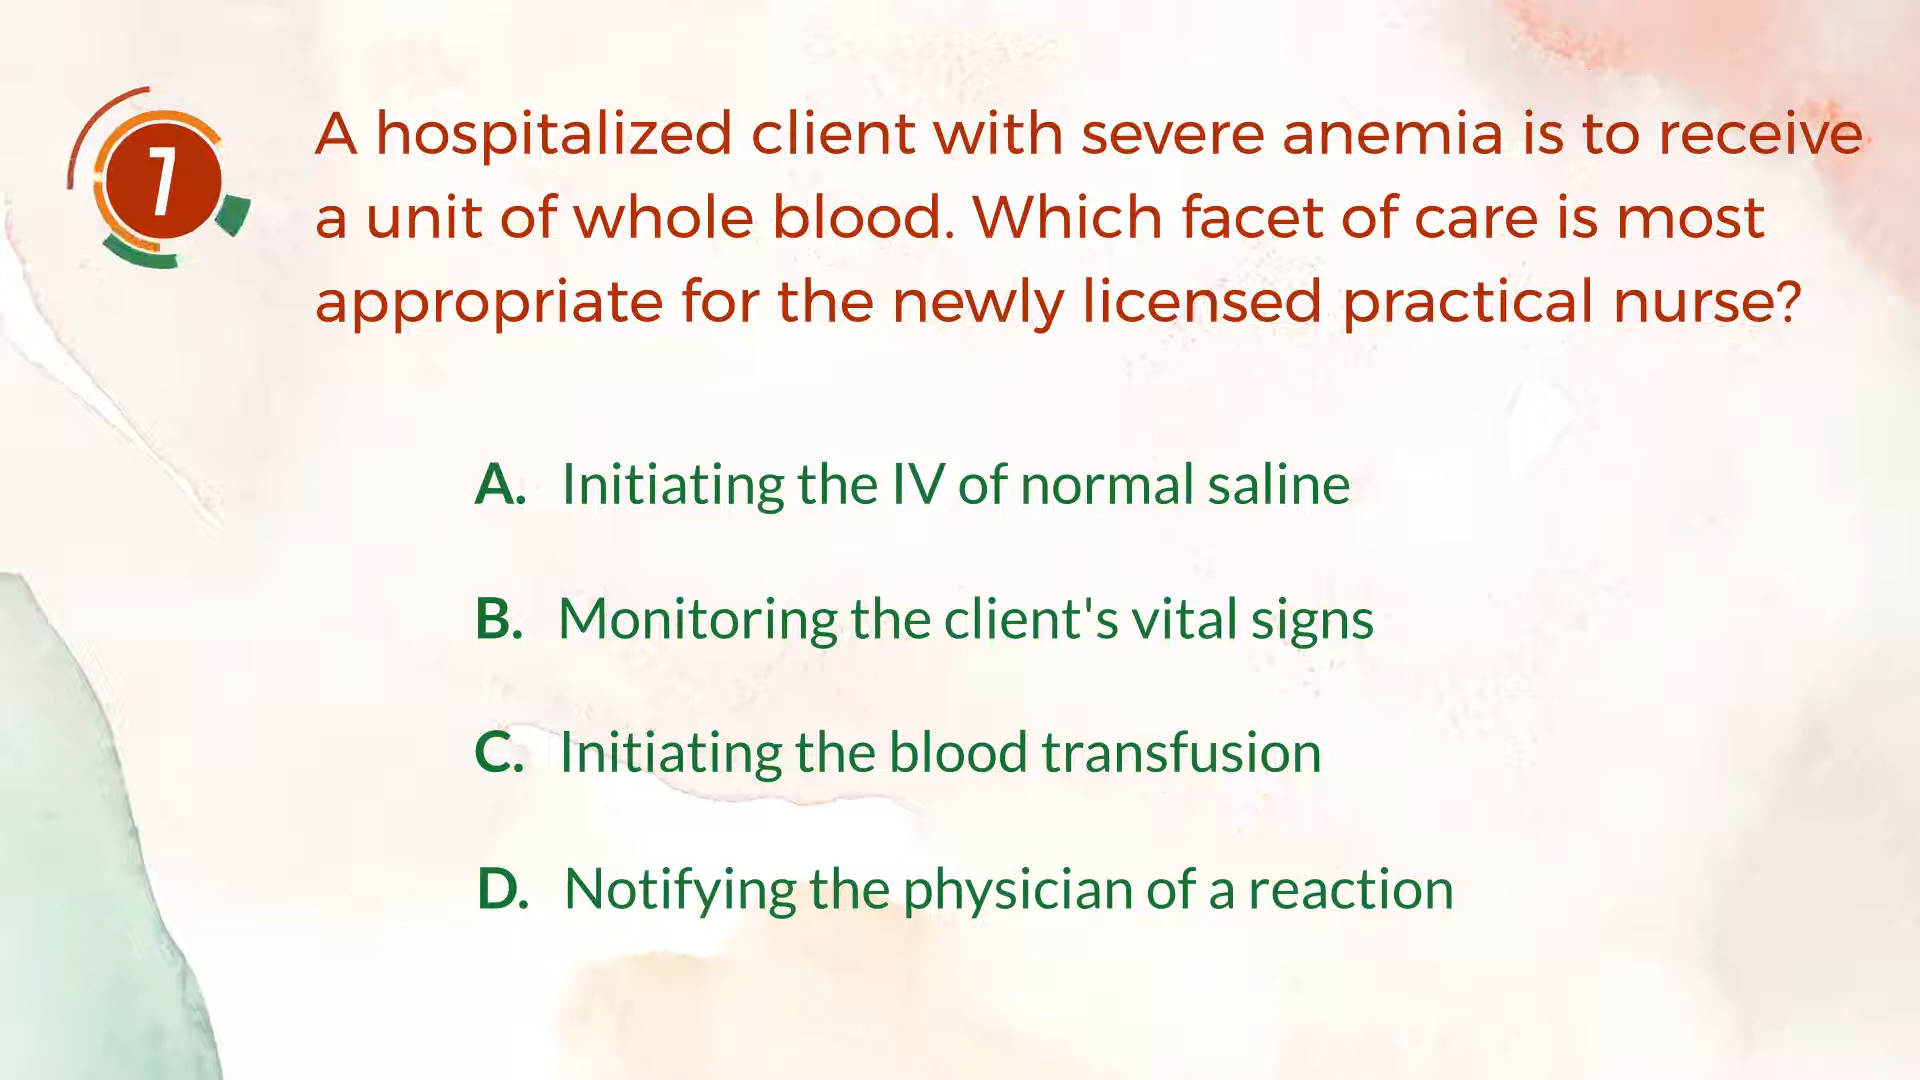 7
A hospitalized client with severe anemia is to receive
a unit of whole blood. Which facet of care is most
appropriate for the newly licensed practical nurse?
A. Initiating the IV of normal saline
B. Monitoring the client's vital signs
C. Initiating the blood transfusion
D. Notifying the physician of a reaction